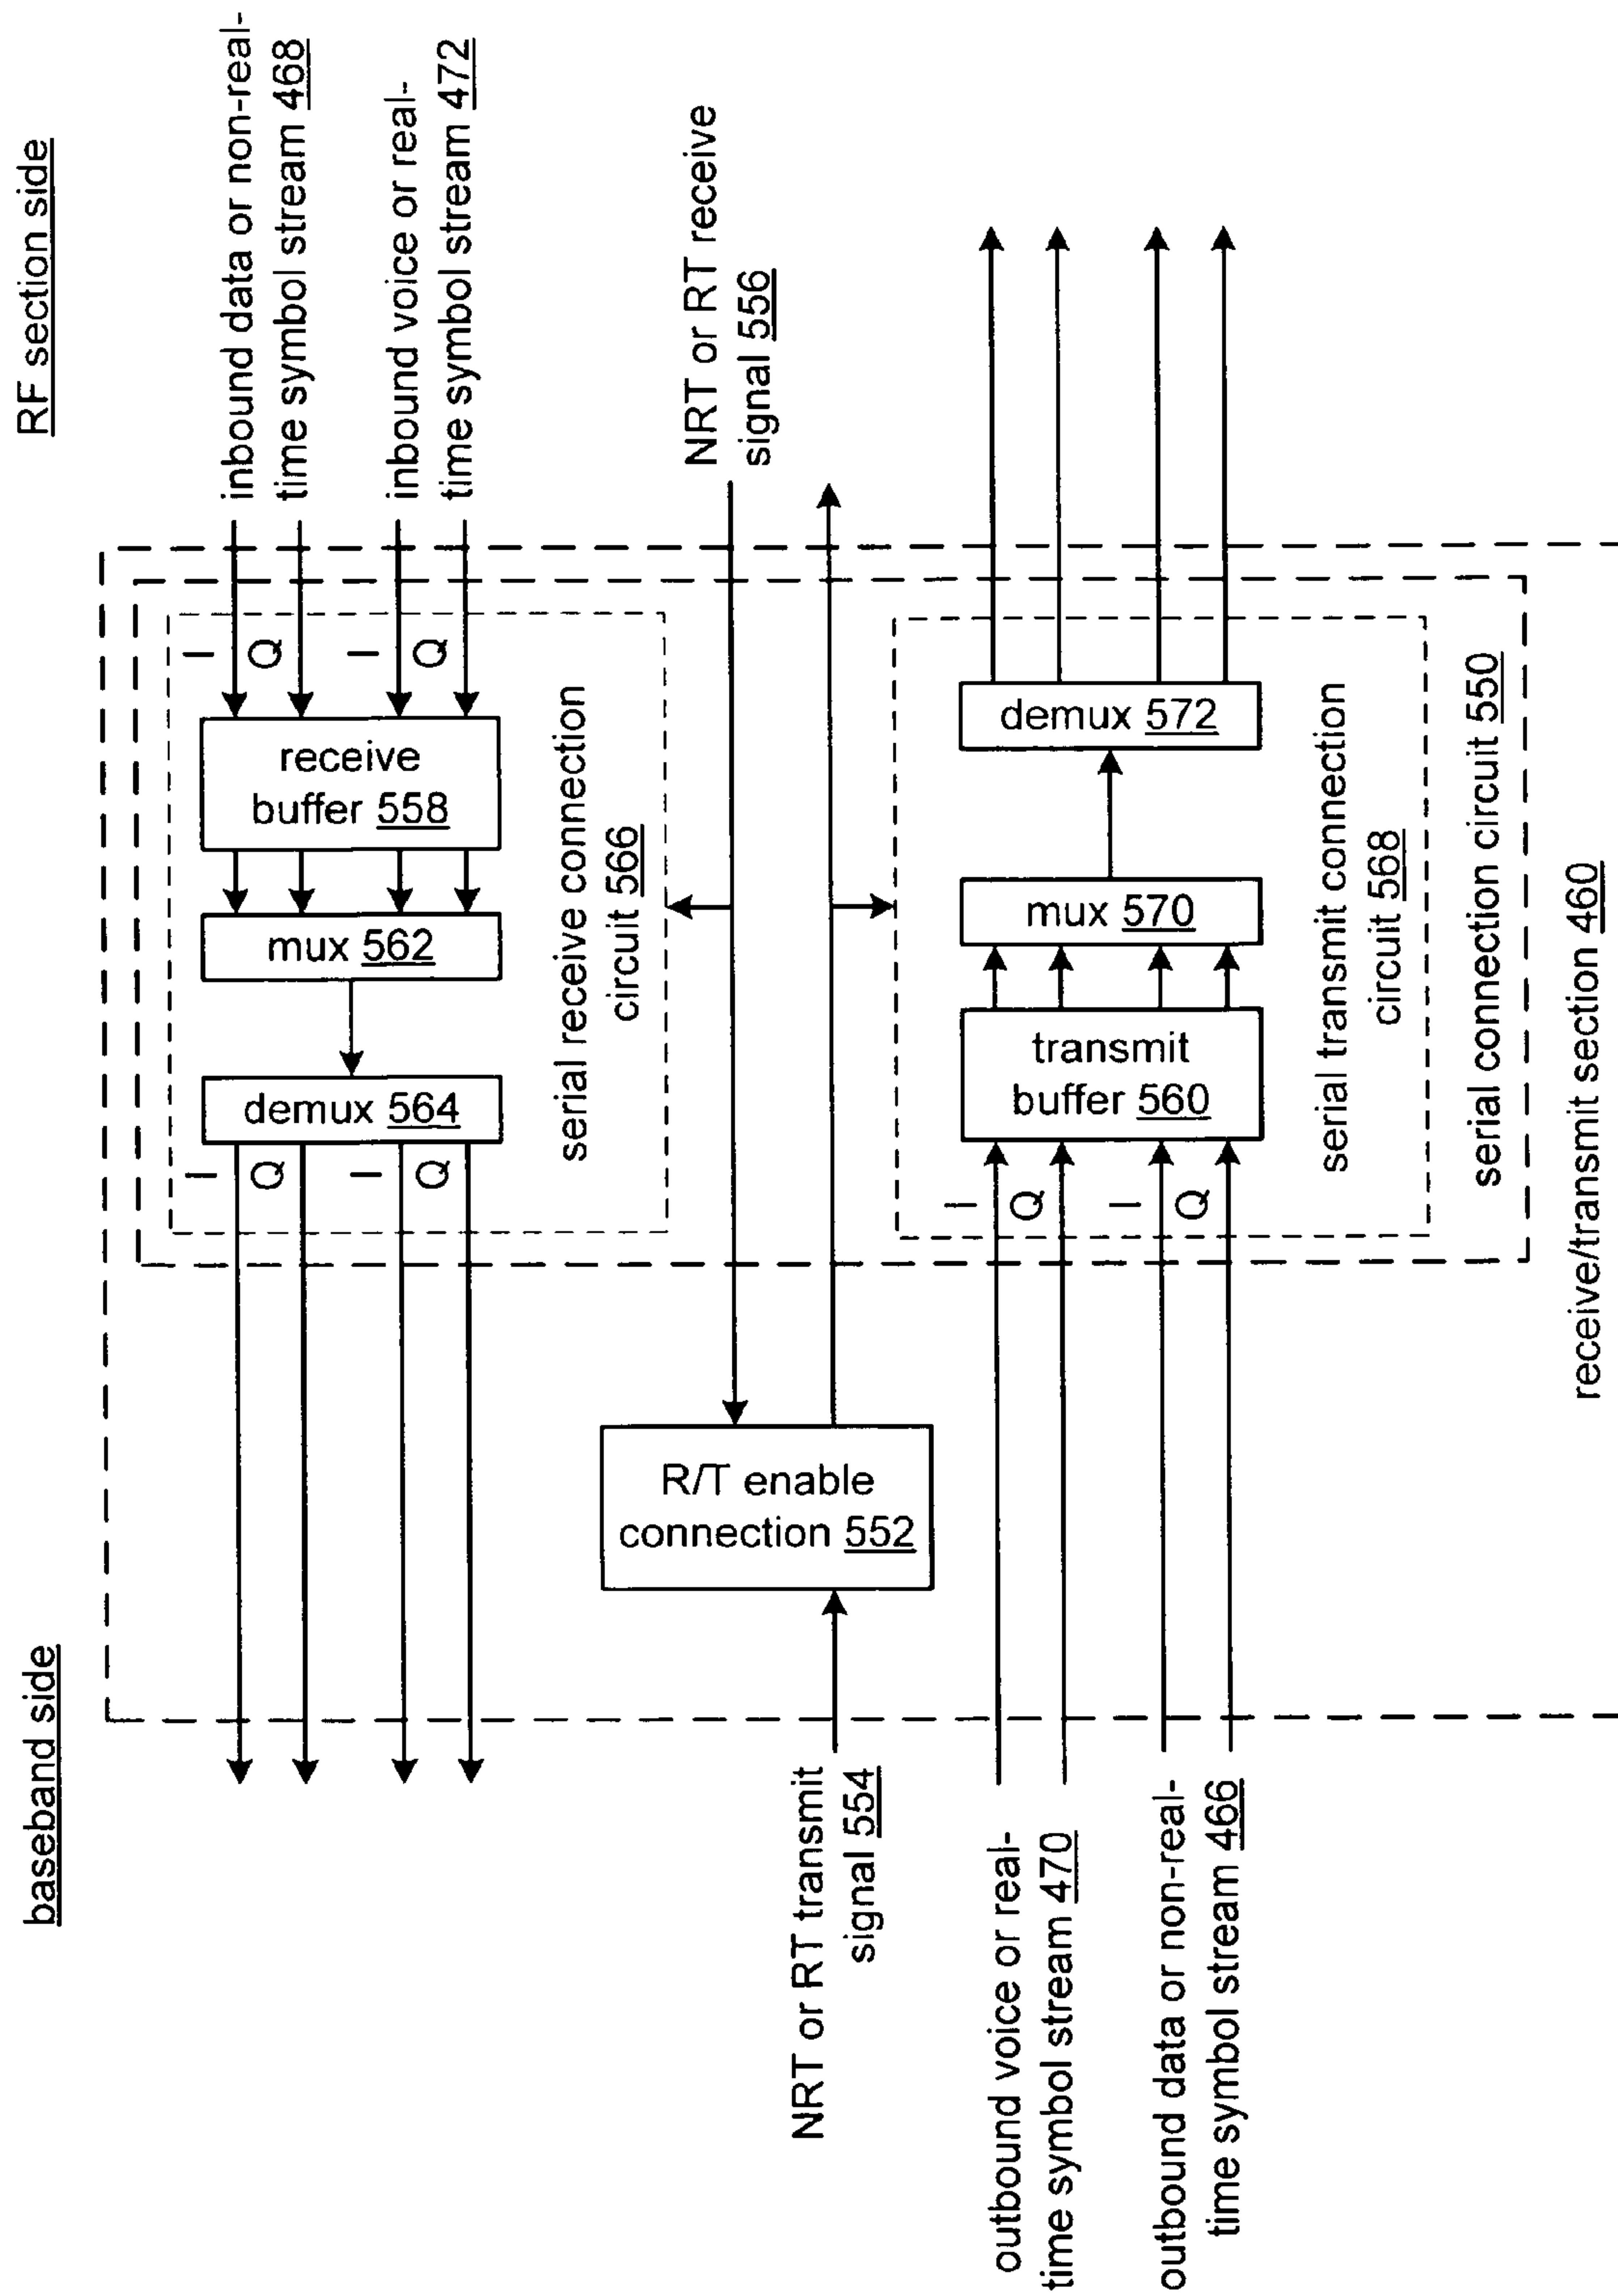 baseband side
RF section side
inbound data or non-real-
time symbol stream 468
inbound voice or real-
time symbol stream 472
I
Q
I
Q
demux 564
mux 562
receive
buffer 558
I
Q
I
Q
serial receive connection
circuit 566
NRT or RT receive
signal 556
R/T enable
connection 552
NRT or RT transmit
signal 554
outbound voice or real-
time symbol stream 470
outbound data or non-real-
time symbol stream 466
I
Q
I
Q
transmit
buffer 560
mux 570
demux 572
serial transmit connection
circuit 568
serial connection circuit 550
receive/transmit section 460